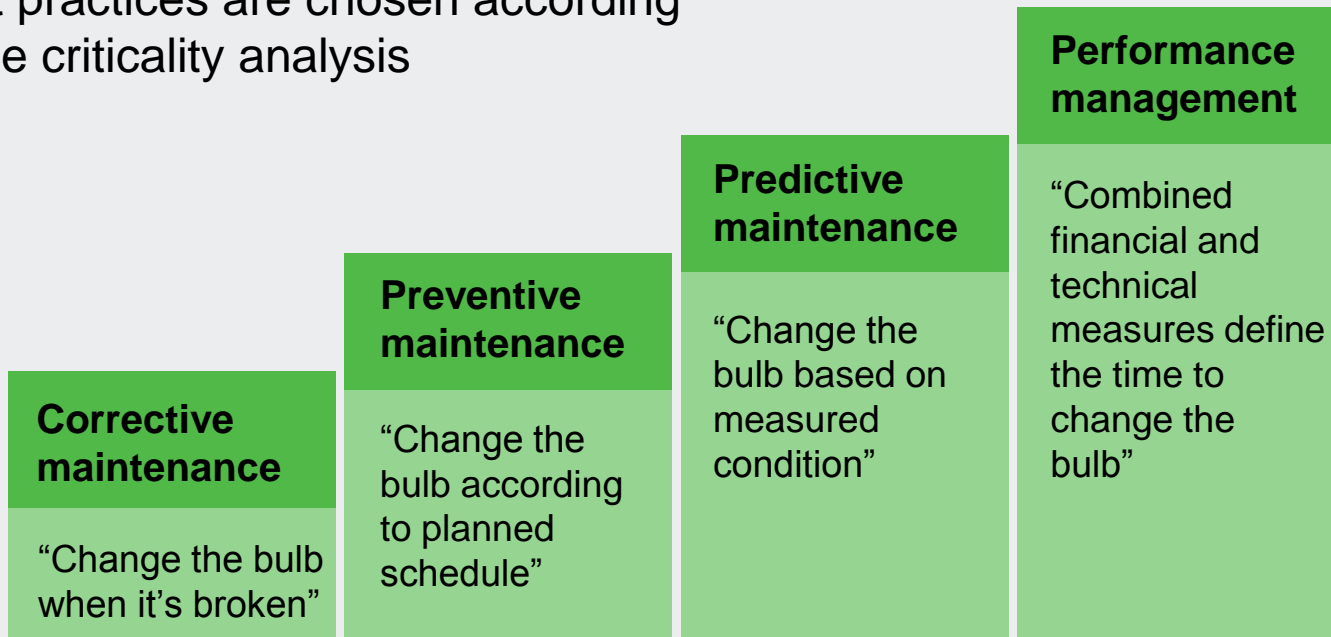 practices are chosen according
e criticality analysis
Corrective
maintenance
“Change the bulb
when it’s broken”
Preventive
maintenance
“Change the
bulb according
to planned
schedule”
Predictive
maintenance
“Change the
bulb based on
measured
condition”
Performance
management
“Combined
financial and
technical
measures define
the time to
change the
bulb”